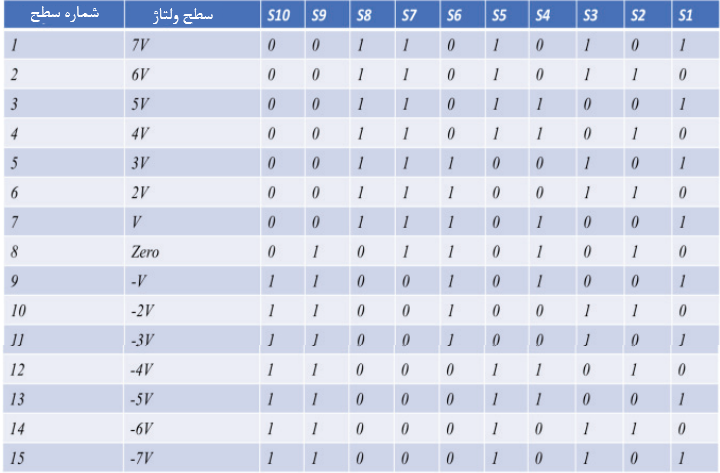 شماره سطح سطح ولتاژ S10 S9 S8 S7 S6 S5 S4 S3 S2 S1
1 7V 0 0 1 1 0 1 0 1 0 1
2 6V 0 0 1 1 0 1 0 1 1 0
3 5V 0 0 1 1 0 1 1 0 0 1
4 4V 0 0 1 1 0 1 1 0 1 0
5 3V 0 0 1 1 1 0 0 1 0 1
6 2V 0 0 1 1 1 0 0 1 1 0
7 V 0 0 1 1 1 0 1 0 0 1
8 Zero 0 1 0 1 1 0 1 0 1 0
9 -V 1 1 0 0 1 0 1 0 0 1
10 -2V 1 1 0 0 1 0 0 1 1 0
11 -3V 1 1 0 0 1 0 0 1 0 1
12 -4V 1 1 0 0 0 1 1 0 1 0
13 -5V 1 1 0 0 0 1 1 0 0 1
14 -6V 1 1 0 0 0 1 0 1 1 0
15 -7V 1 1 0 0 0 1 0 1 0 1